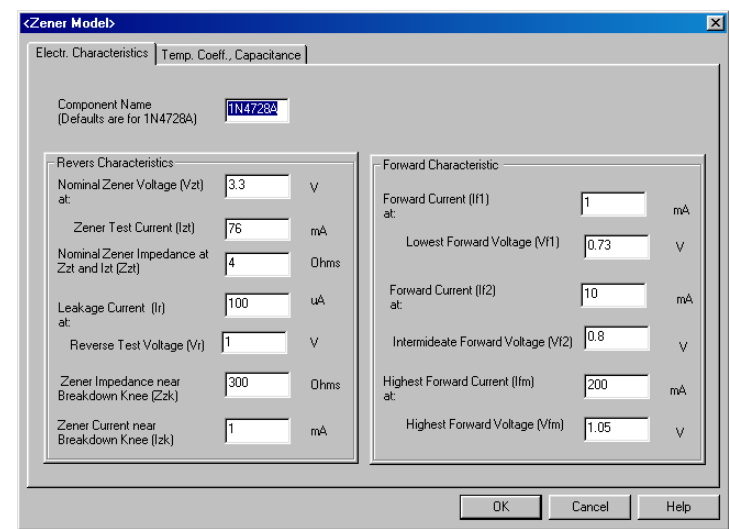 <Zener Model>
Electr. Characteristics
Temp. Coeff., Capacitance
Component Name
(Defaults are for 1N4728A)
1N4728A
Revers Characteristics
Nominal Zener Voltage (Vzt)
at:
3.3
V
Zener Test Current (Izt)
76
mA
Nominal Zener Impedance at
Zzt and Izt (Zzt)
4
Ohms
Leakage Current (Ir)
at:
100
uA
Reverse Test Voltage (Vr)
1
V
Zener Impedance near
Breakdown Knee (Zzk)
300
Ohms
Zener Current near
Breakdown Knee (Izk)
1
mA
Forward Characteristic
Forward Current (If1)
at:
1
mA
Lowest Forward Voltage (Vf1)
0.73
V
Forward Current (If2)
at:
10
mA
Intermideate Forward Voltage (Vf2)
0.8
V
Highest Forward Current (Ifm)
at:
200
mA
Highest Forward Voltage (Vfm)
1.05
V
OK
Cancel
Help